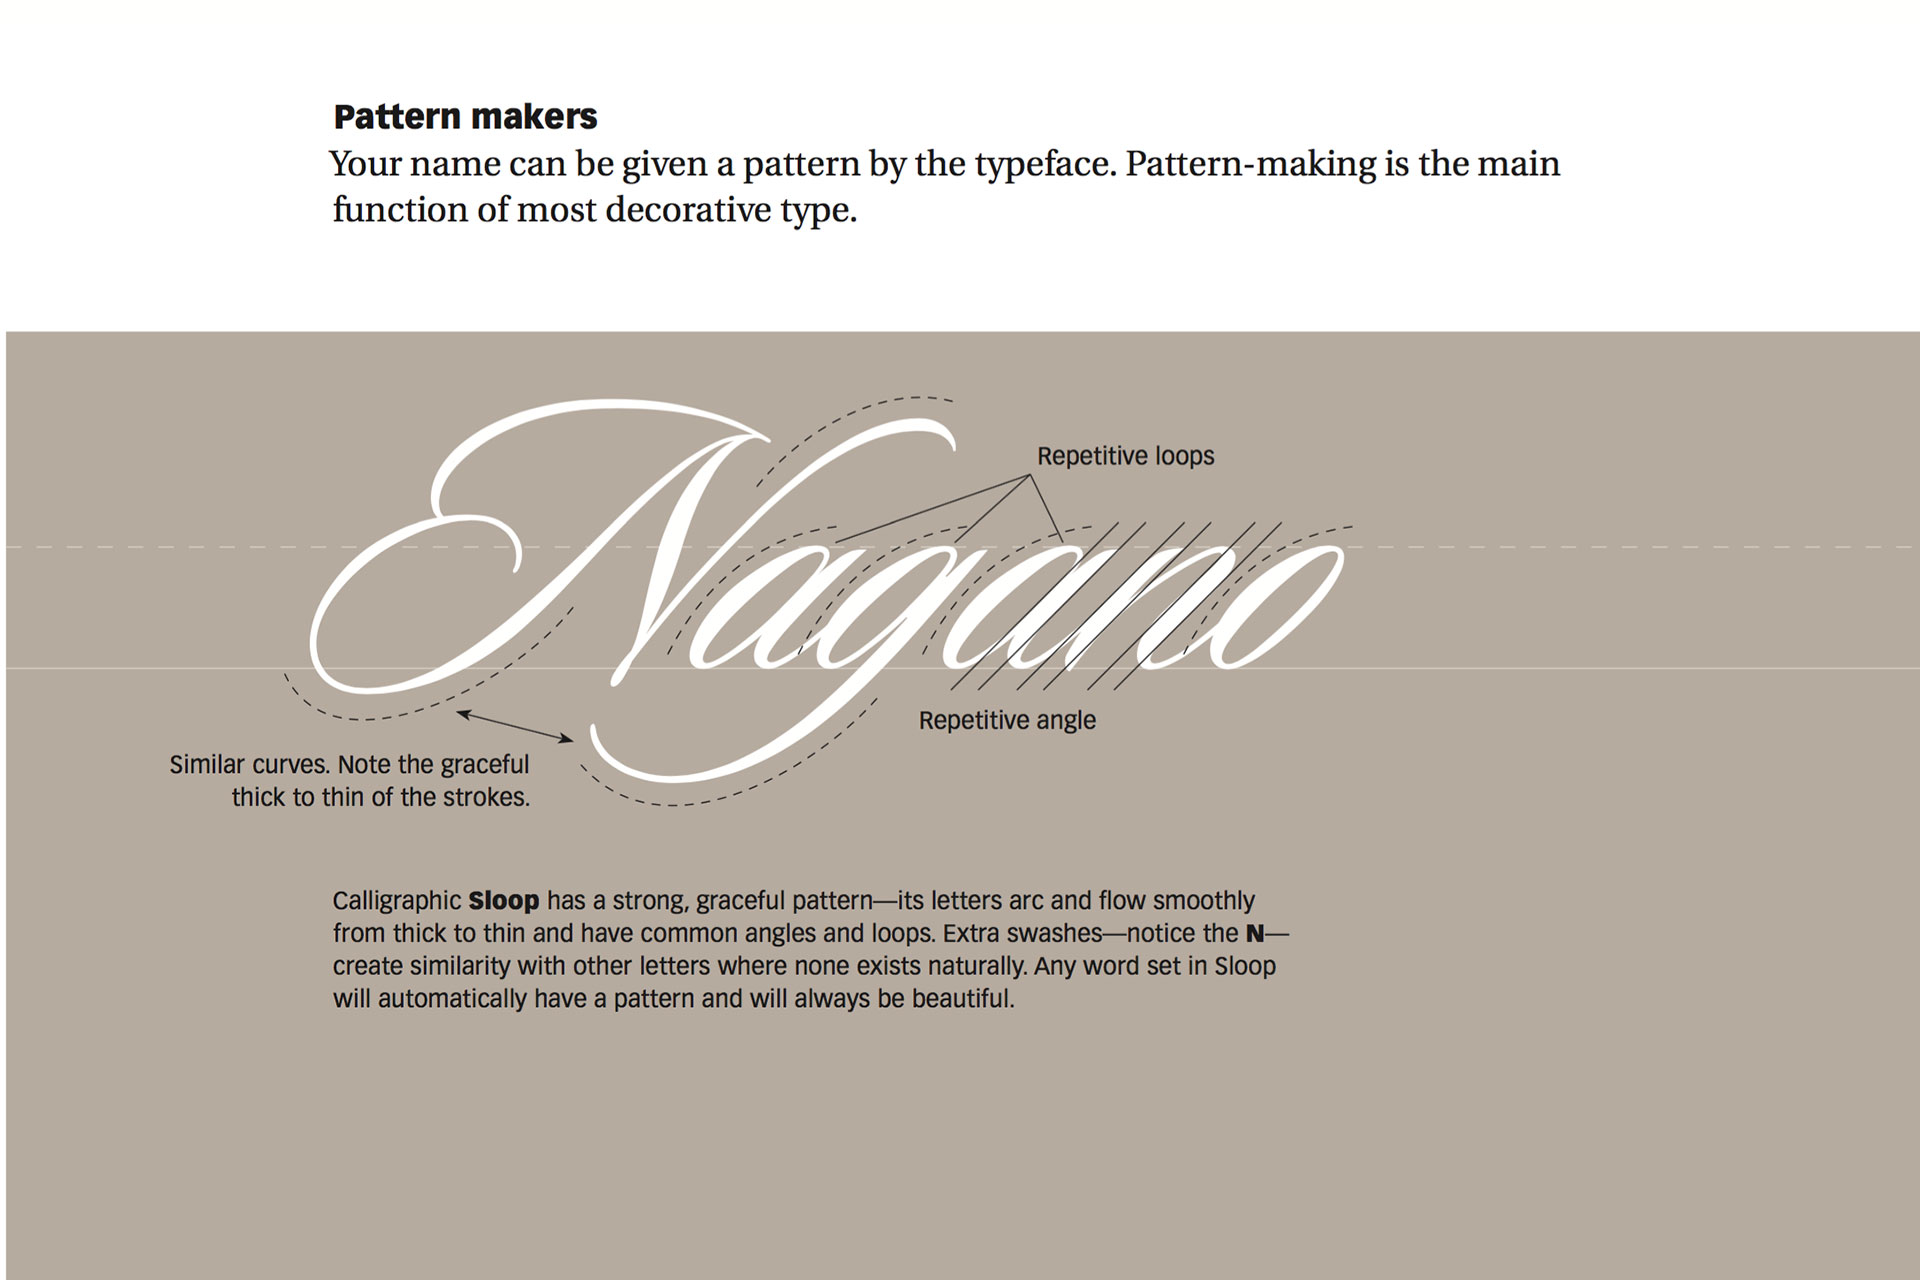 Pattern makers
Your name can be given a pattern by the typeface. Pattern-making is the main
function of most decorative type.
Nagano
Repetitive loops
Repetitive angle
Similar curves. Note the graceful
thick to thin of the strokes.
Calligraphic Sloop has a strong, graceful pattern—its letters arc and flow smoothly
from thick to thin and have common angles and loops. Extra swashes—notice the N—
create similarity with other letters where none exists naturally. Any word set in Sloop
will automatically have a pattern and will always be beautiful.